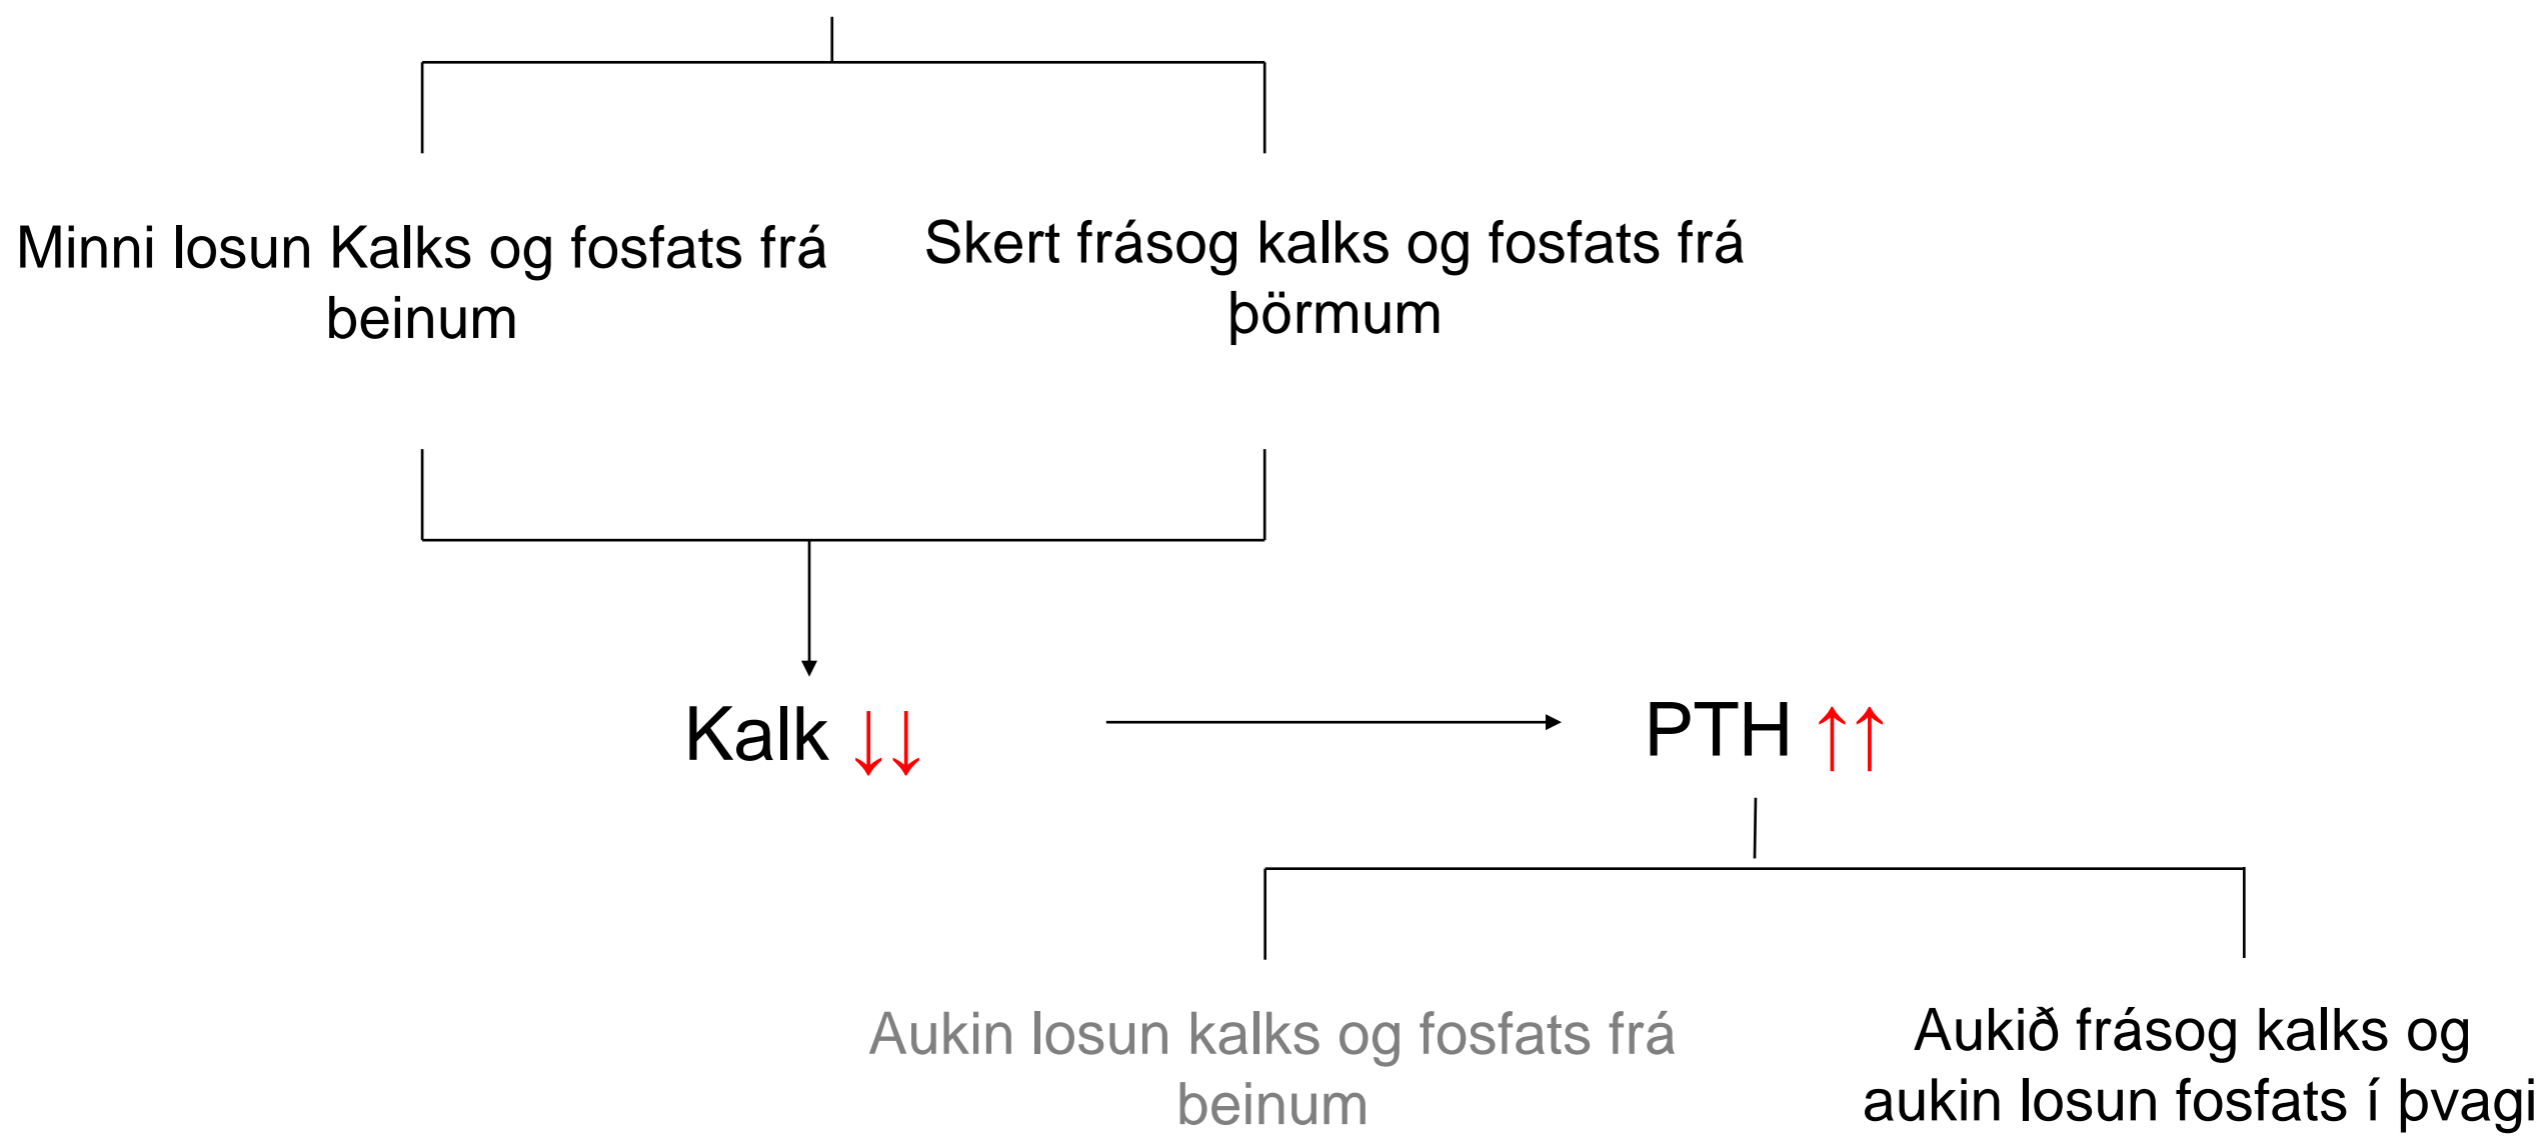 Minni losun Kalks og fosfats frá
beinum
Skert frásog kalks og fosfats frá
þörmum
Kalk ↓↓
PTH ↑↑
Aukin losun kalks og fosfats frá
beinum
Aukið frásog kalks og
aukin losun fosfats í þvagi